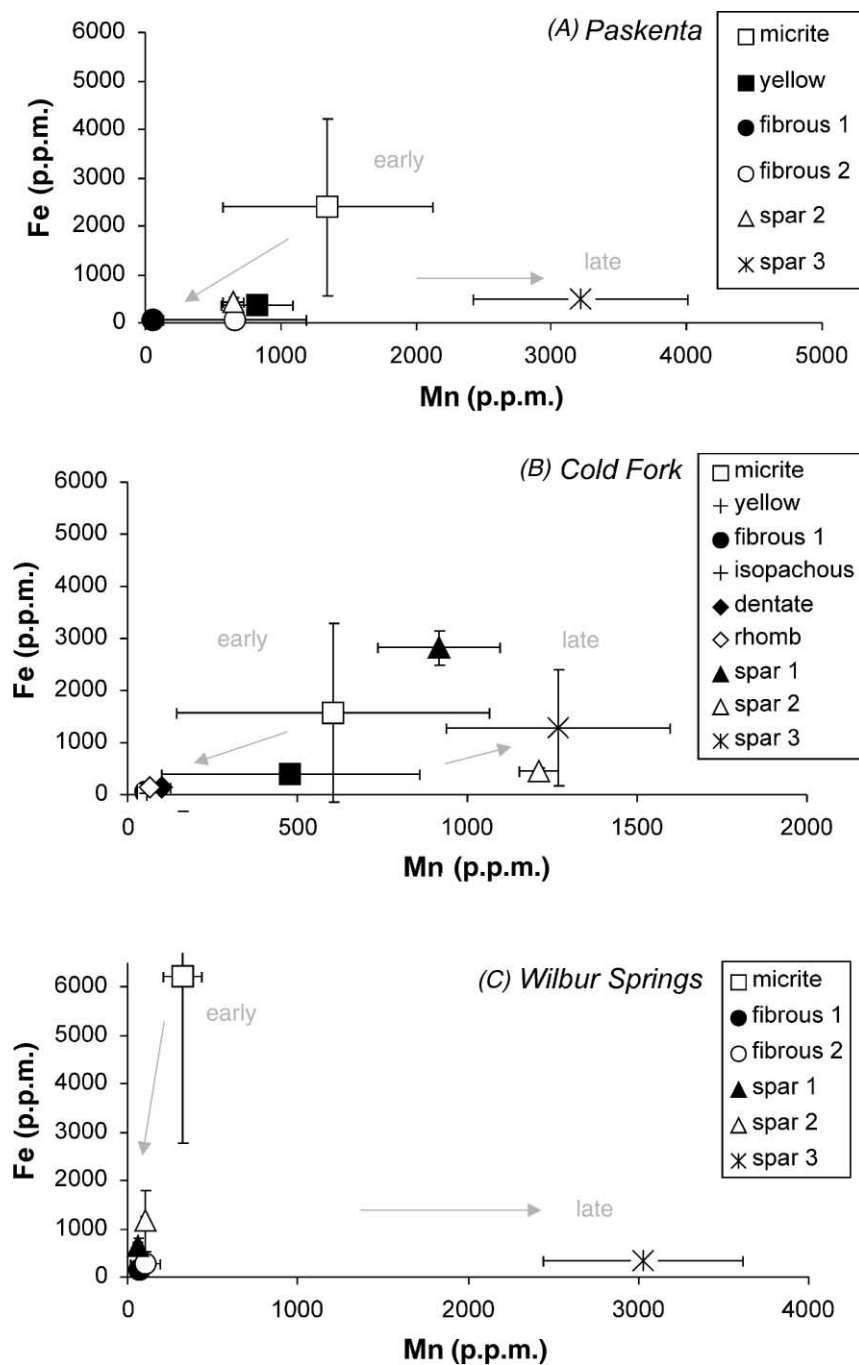 (A) Paskenta
6000
5000
4000
3000
2000
1000
0
Fe (p.p.m.)
early
late
0 1000 2000 3000 4000 5000
Mn (p.p.m.)
micrite
yellow
fibrous 1
fibrous 2
spar 2
spar 3
(B) Cold Fork
6000
5000
4000
3000
2000
1000
0
Fe (p.p.m.)
early
late
0 500 1000 1500 2000
Mn (p.p.m.)
micrite
yellow
fibrous 1
isopachous
dentate
rhomb
spar 1
spar 2
spar 3
(C) Wilbur Springs
6000
5000
4000
3000
2000
1000
0
Fe (p.p.m.)
early
late
0 1000 2000 3000 4000
Mn (p.p.m.)
micrite
fibrous 1
fibrous 2
spar 1
spar 2
spar 3